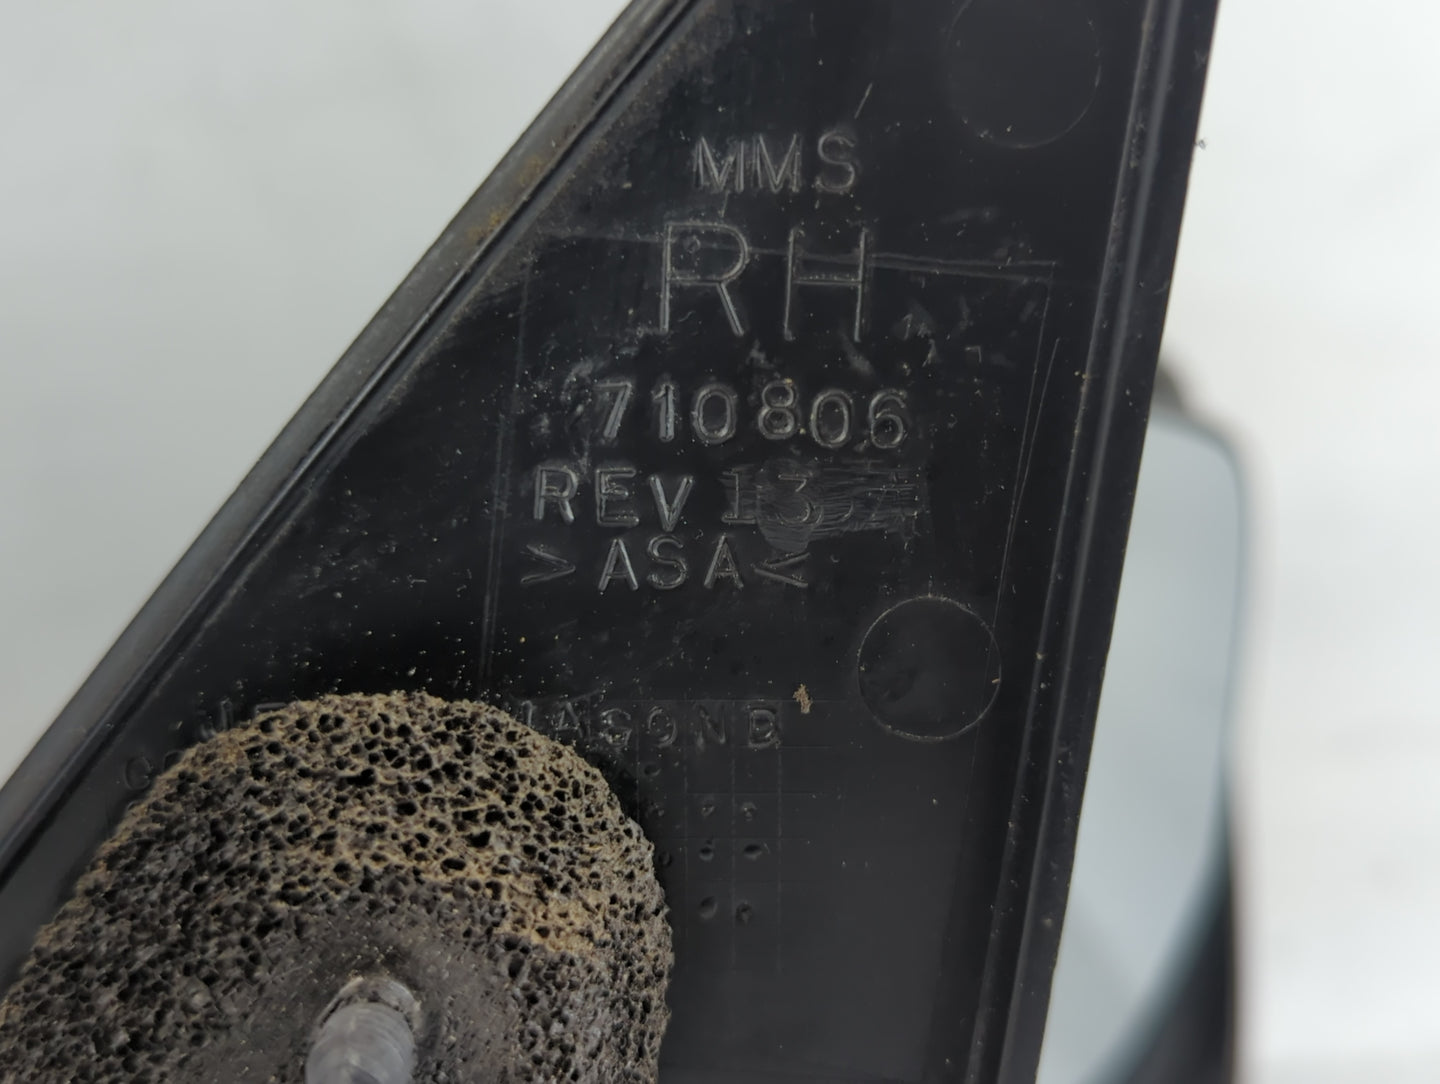 MMS
RH
710806
REV 13
>ASA<